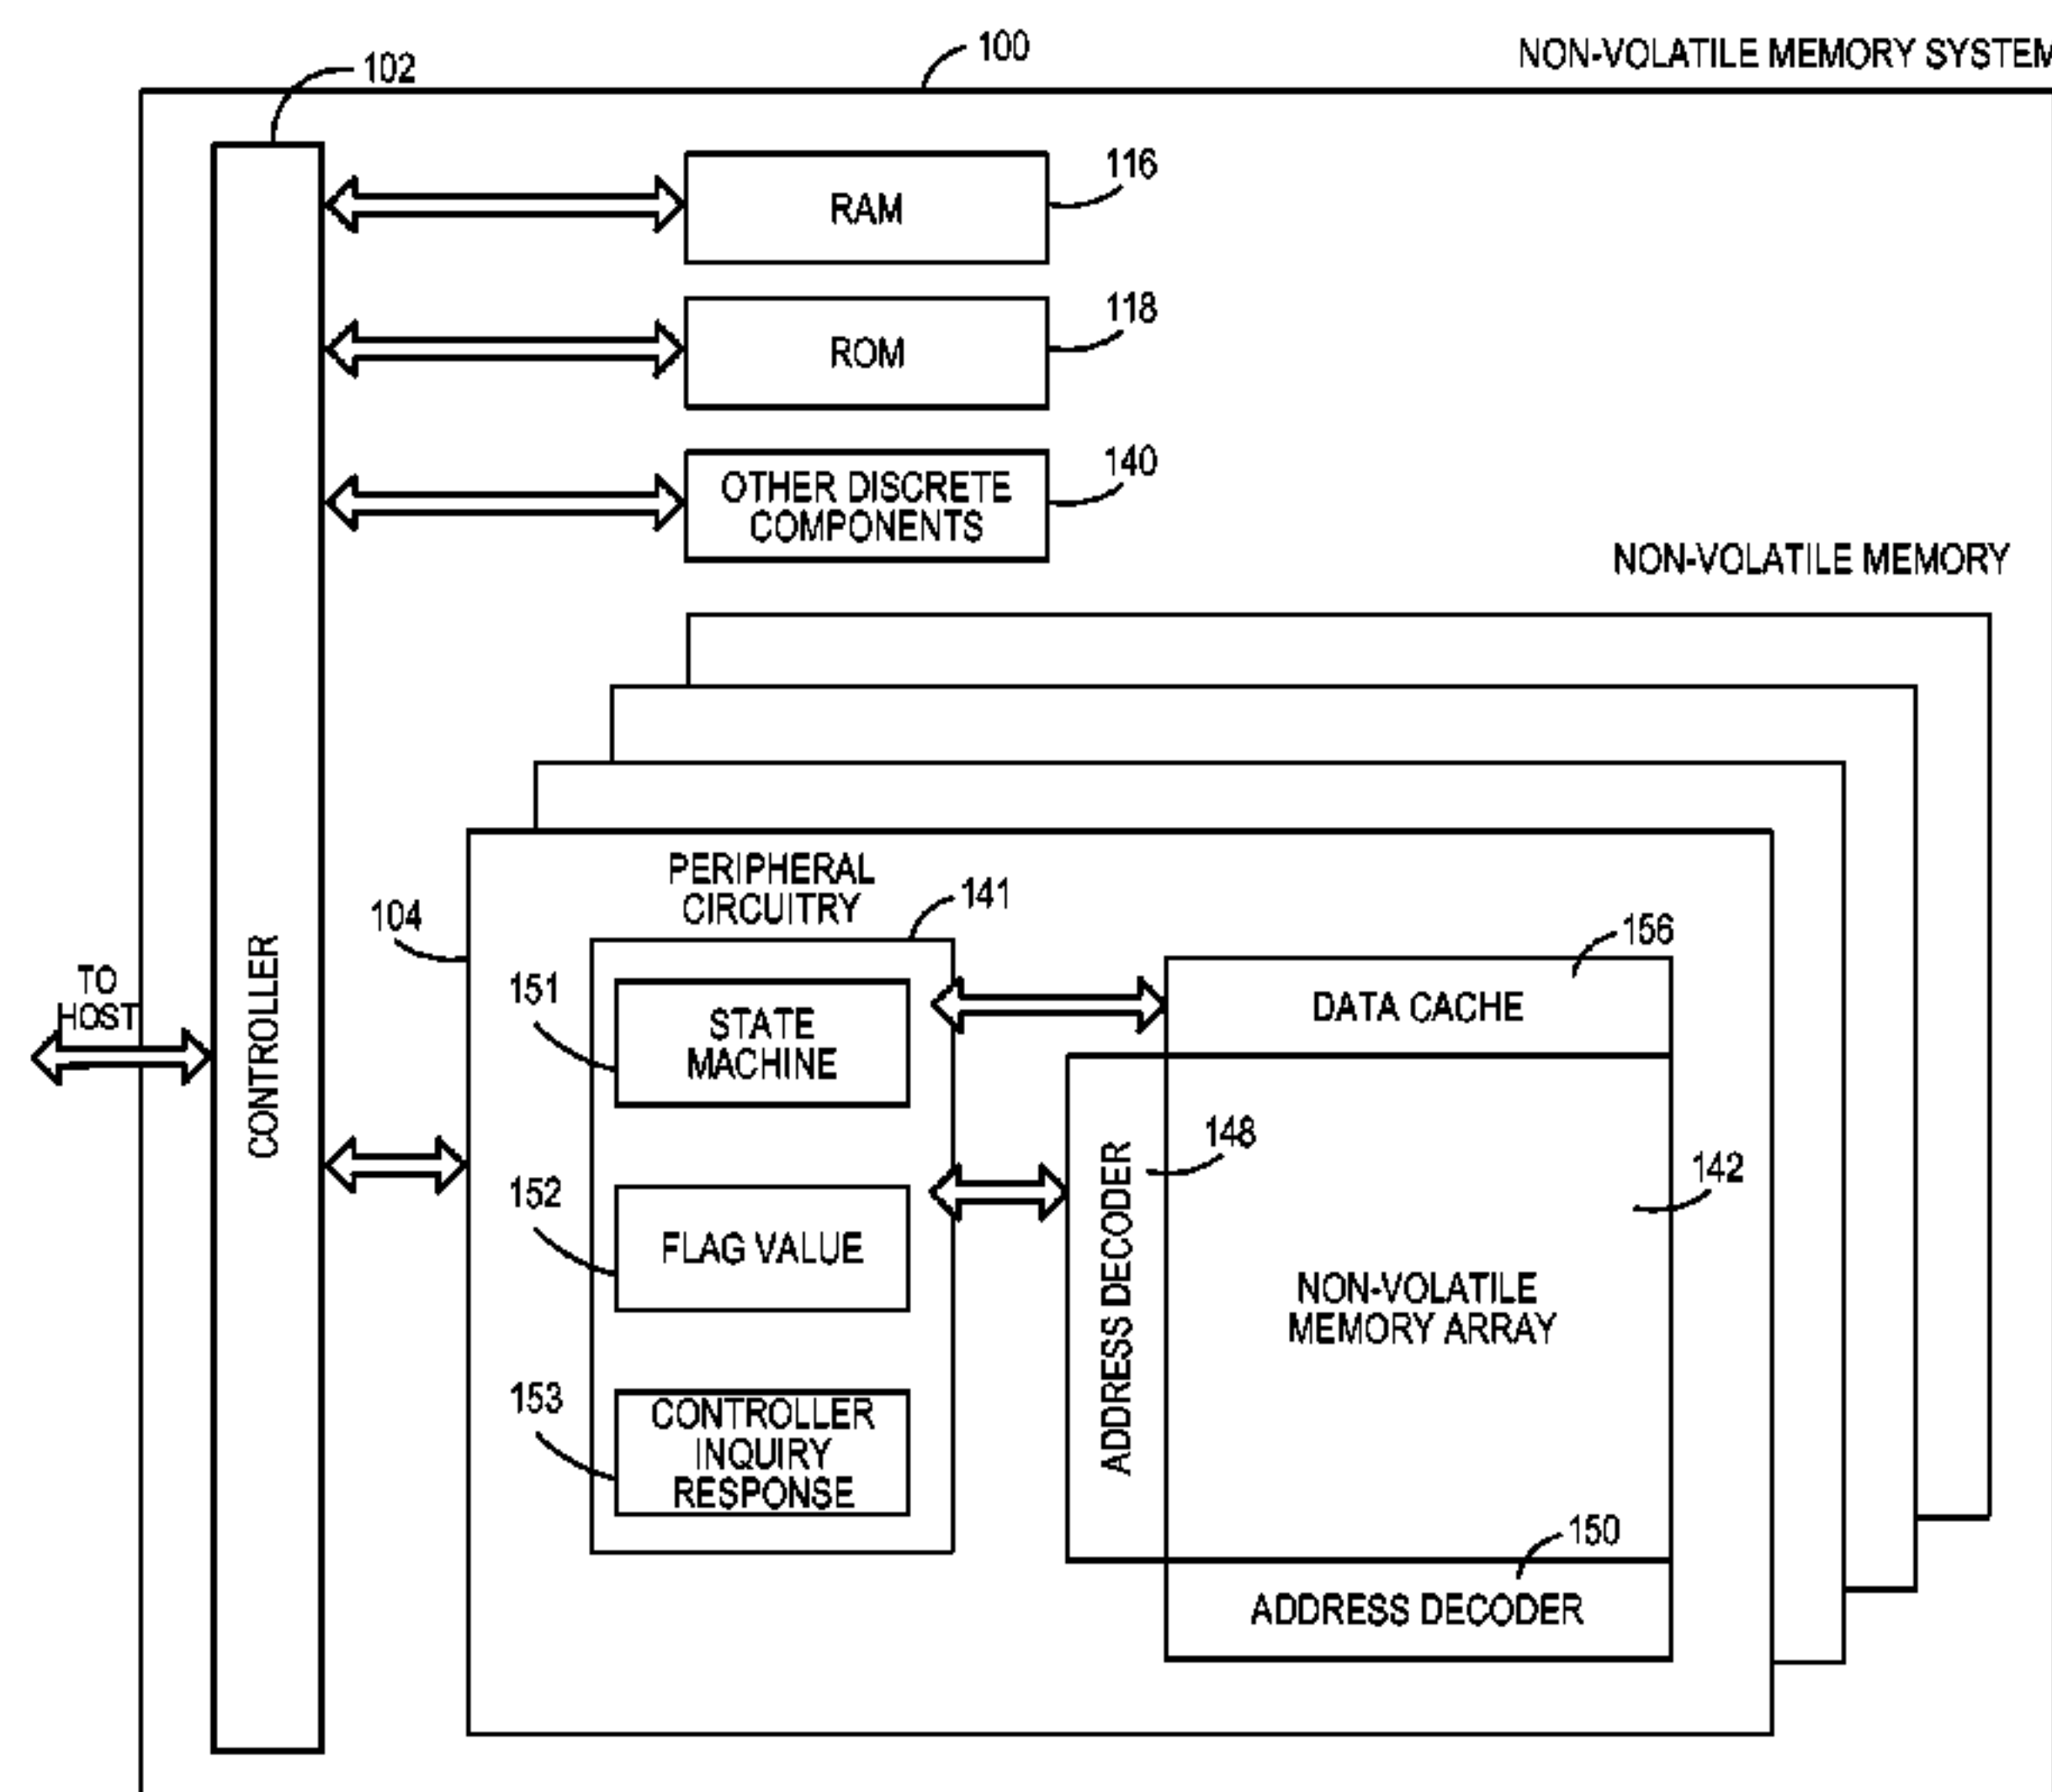 100
NON-VOLATILE MEMORY SYSTEM
102
116
RAM
118
ROM
140
OTHER DISCRETE
COMPONENTS
NON-VOLATILE MEMORY
PERIPHERAL
CIRCUITRY
141
104
156
DATA CACHE
TO
HOST
CONTROLLER
151
STATE
MACHINE
148
ADDRESS DECODER
142
152
FLAG VALUE
NON-VOLATILE
MEMORY ARRAY
153
CONTROLLER
INQUIRY
RESPONSE
150
ADDRESS DECODER